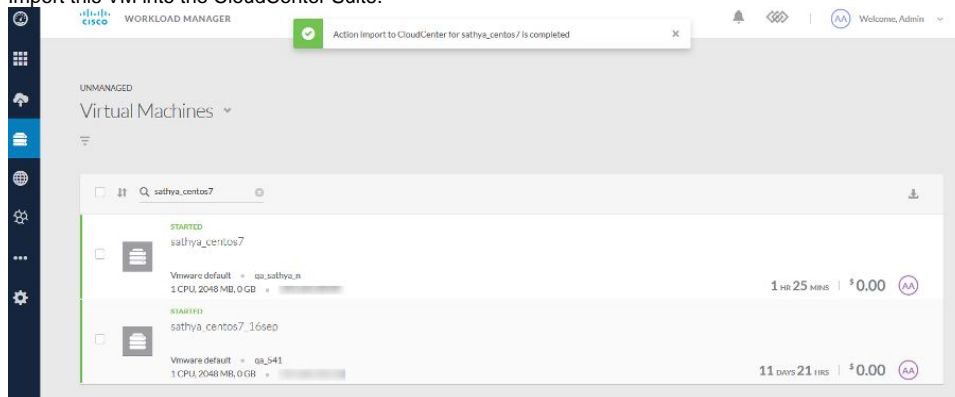 Import this VM into the CloudCenter Suite.
CISCO WORKLOAD MANAGER
AA Welcome, Admin
Action Import to CloudCenter for sathya_centos7 is completed ×
UNMANAGED
Virtual Machines
sathya_centos7
STARTED
sathya_centos7
Vmware default qa_sathya_n
1 CPU, 2048 MB, 0 GB
1 HR 25 MINS | $0.00 AA
STARTED
sathya_centos7_16sep
Vmware default qa_541
1 CPU, 2048 MB, 0 GB
11 DAYS 21 HRS | $0.00 AA